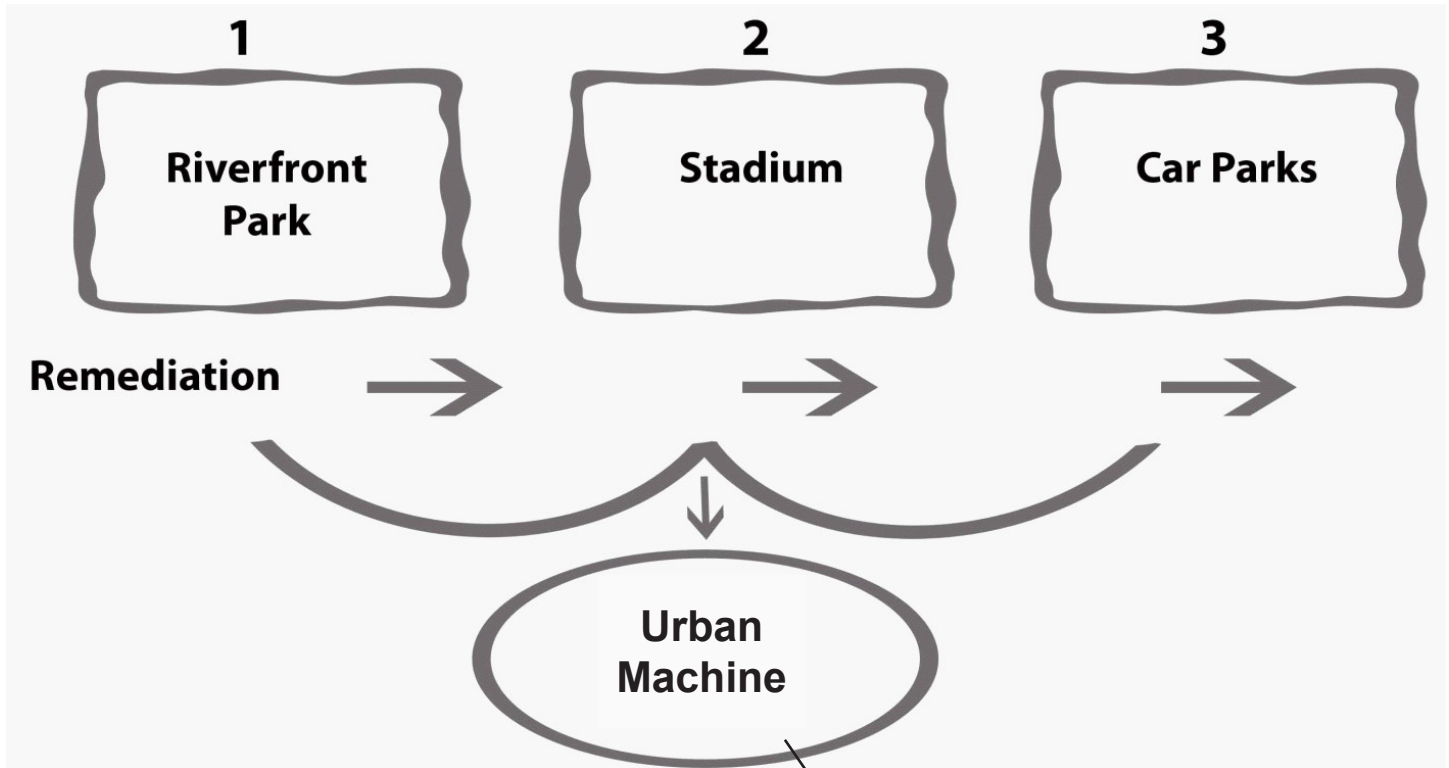 1
2
3
Riverfront
Park
Stadium
Car Parks
Remediation
Urban
Machine